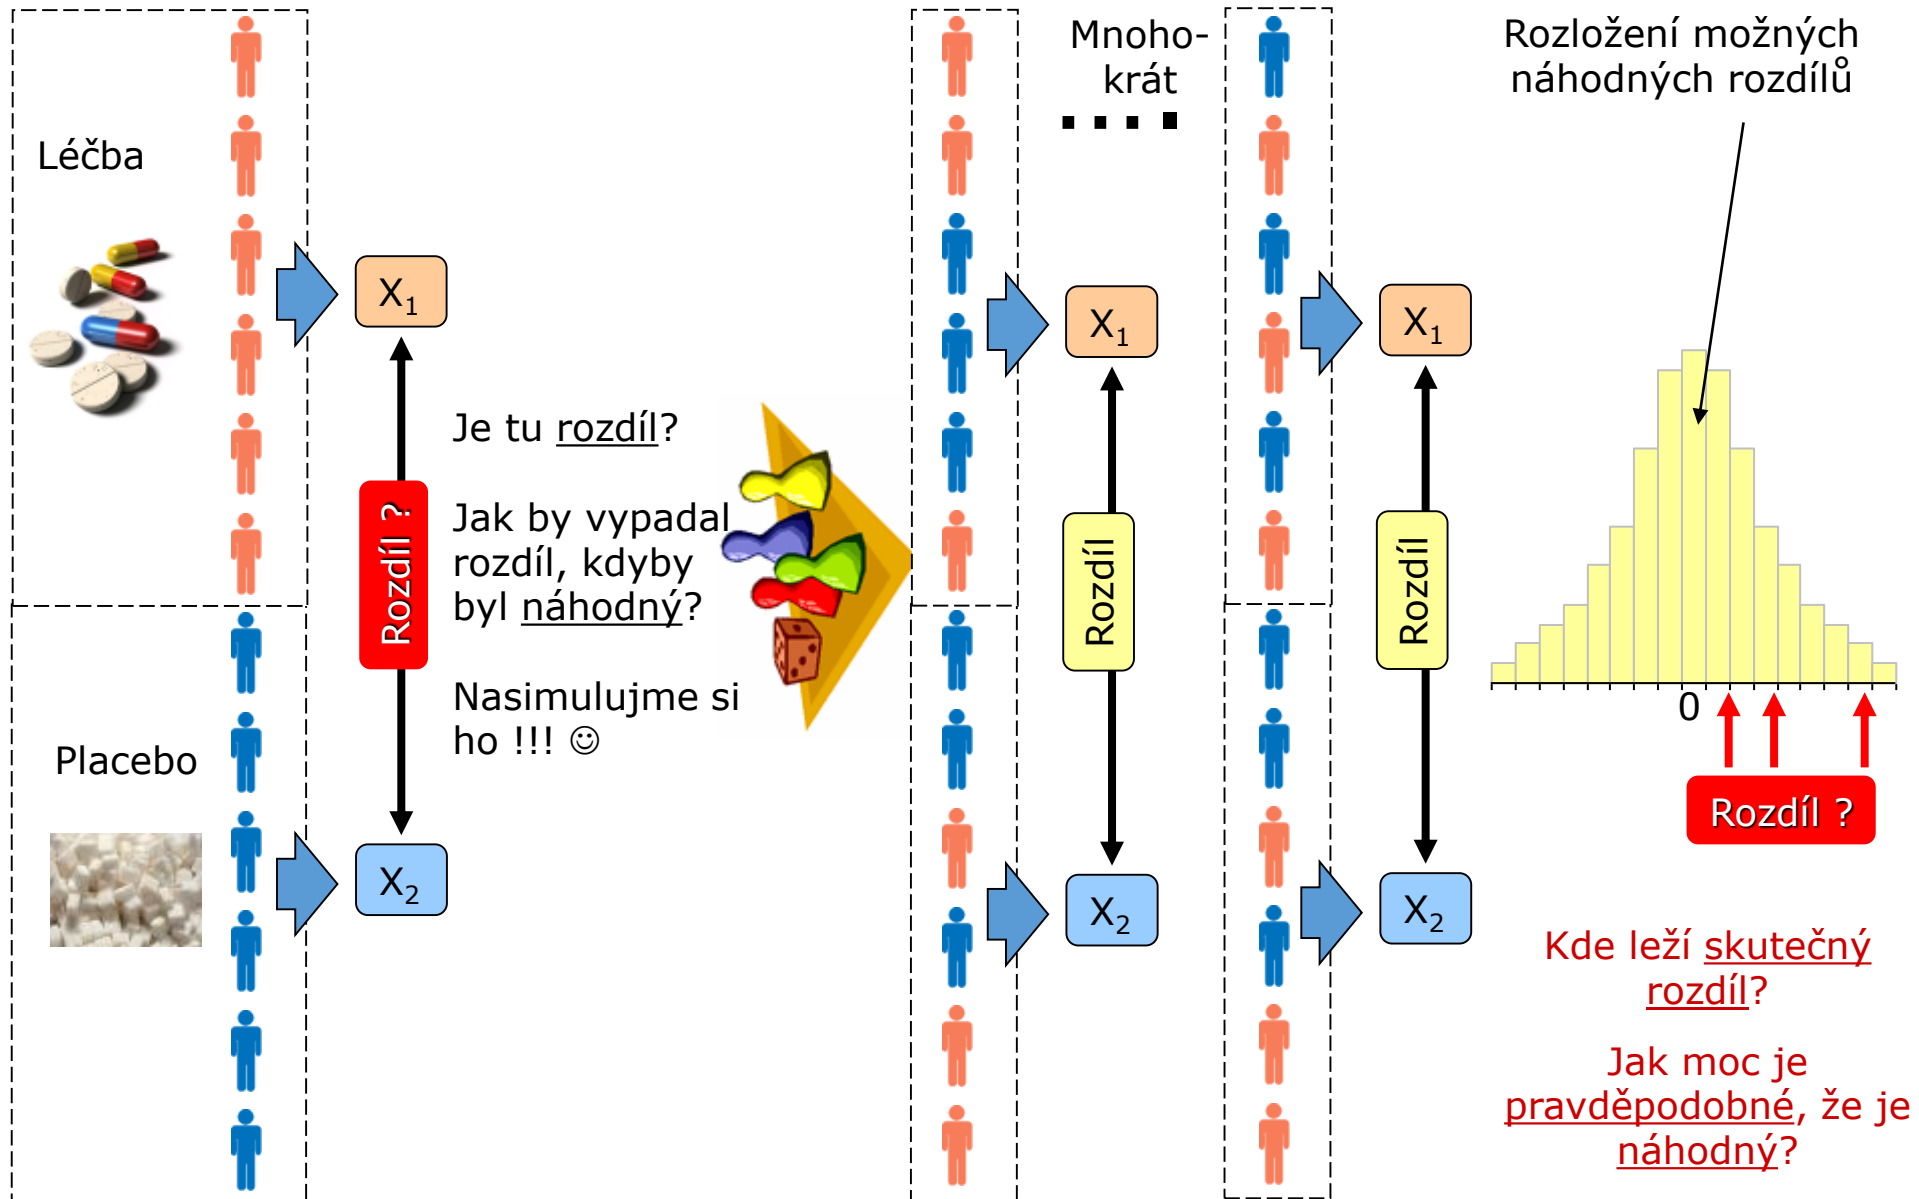 Léčba
X1
Rozdíl ?
X2
Placebo
Je tu rozdíl?
Jak by vypadal
rozdíl, kdyby
byl náhodný?
Nasimulujme si
ho !!! ☺
Mnoho-
krát
X1
Rozdíl
X2
X1
Rozdíl
X2
Rozložení možných
náhodných rozdílů
0
Rozdíl ?
Kde leží skutečný
rozdíl?
Jak moc je
pravděpodobné, že je
náhodný?